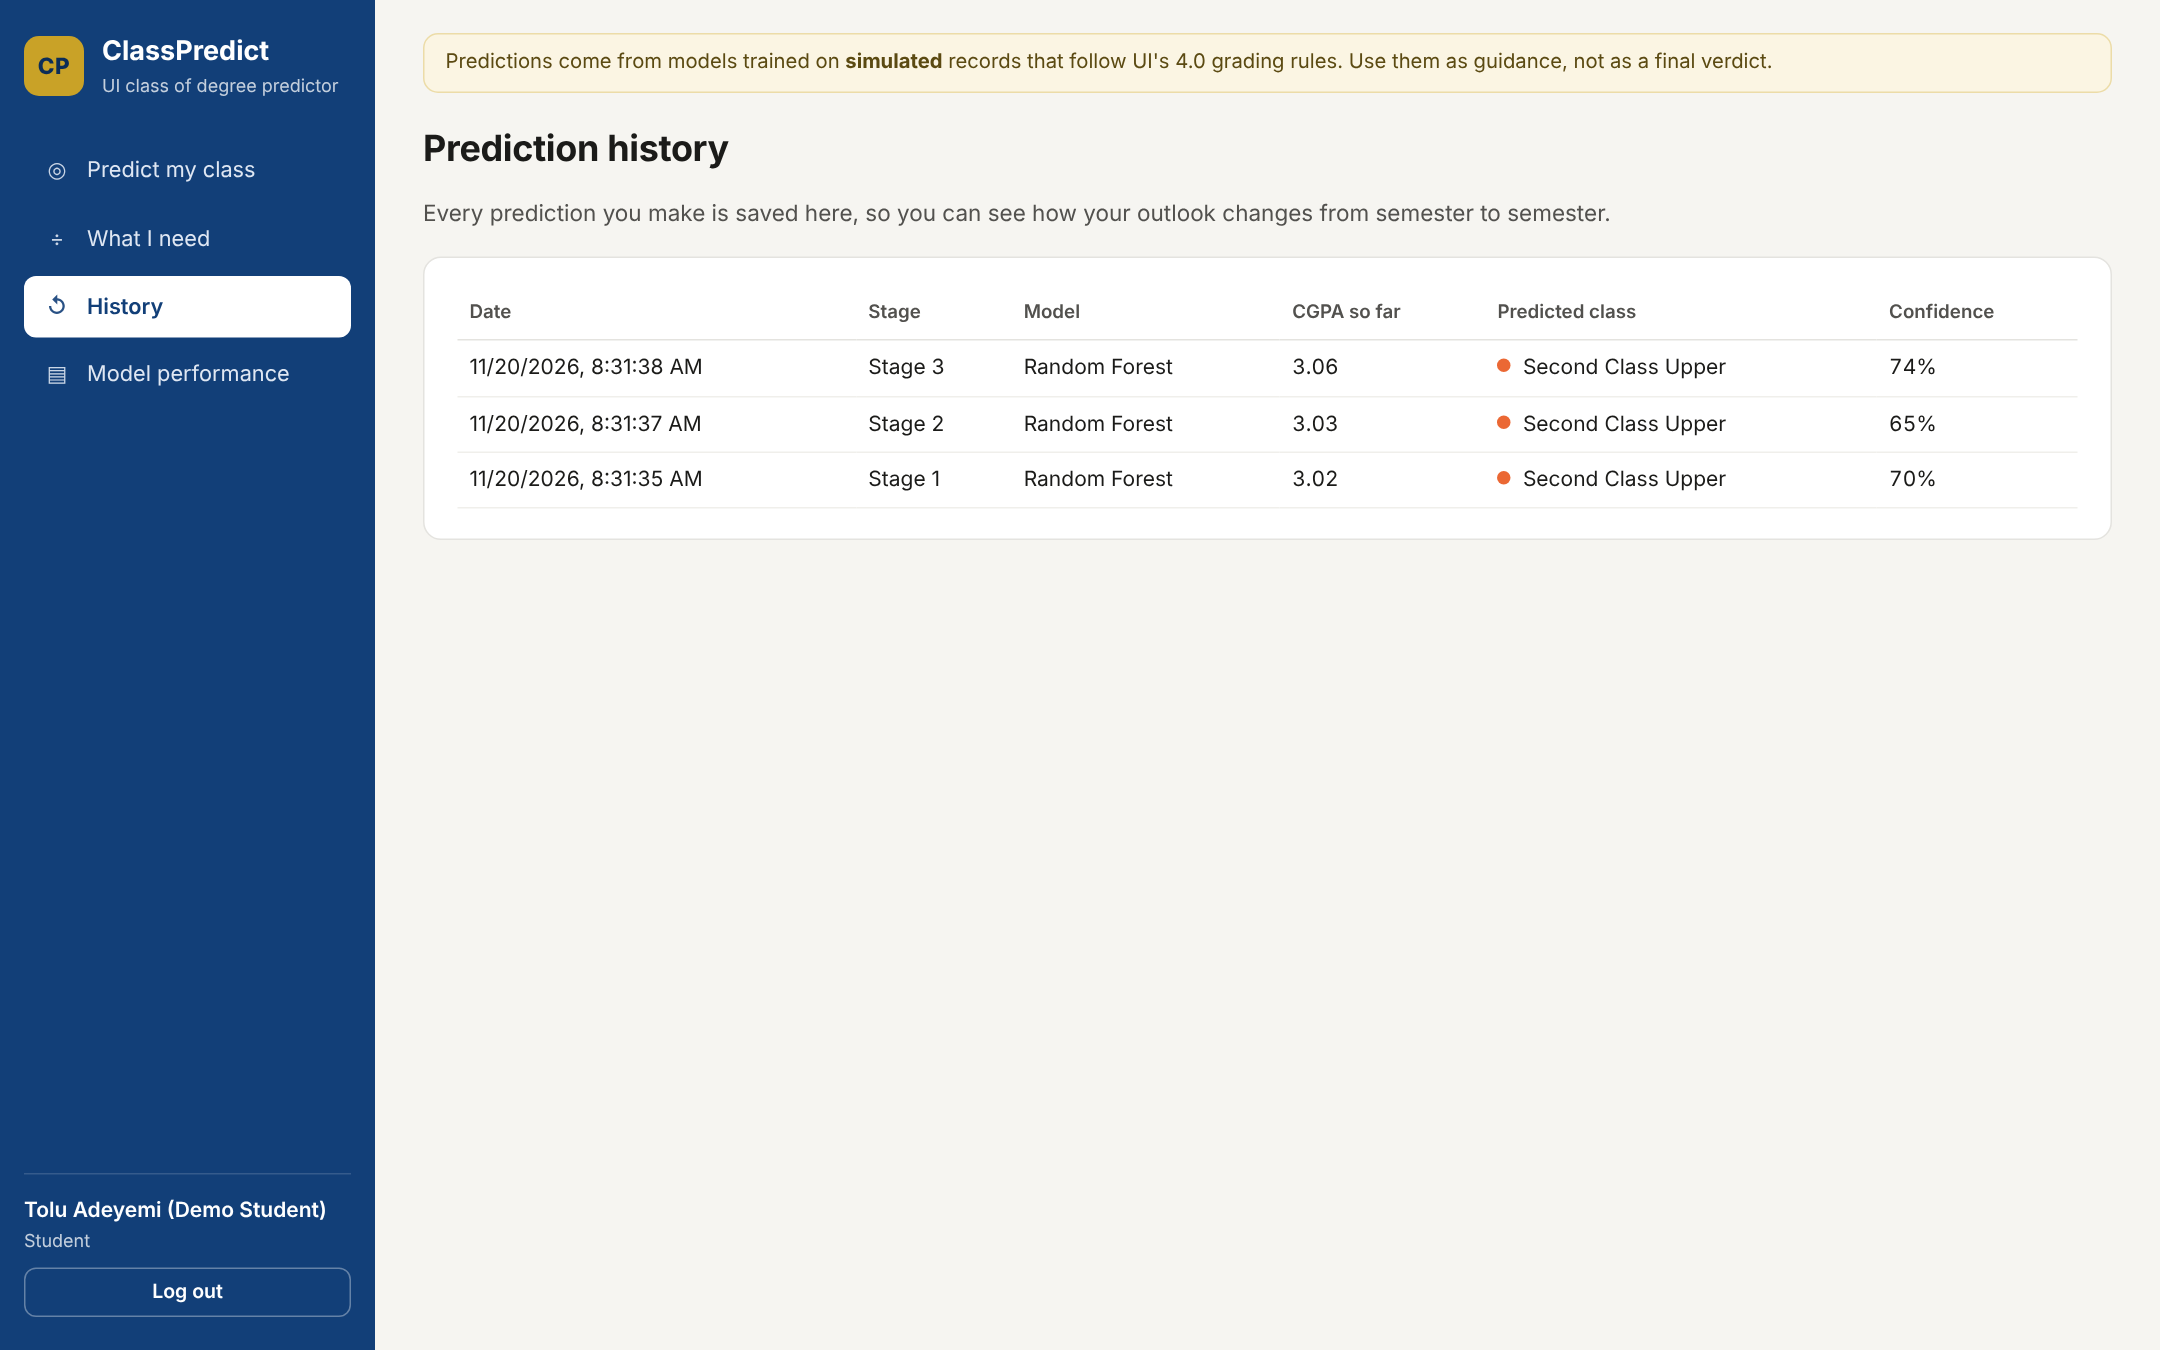 CP
ClassPredict
UI class of degree predictor
Predict my class
What I need
History
Model performance
Tolu Adeyemi (Demo Student)
Student
Log out
Predictions come from models trained on simulated records that follow UI's 4.0 grading rules. Use them as guidance, not as a final verdict.
Prediction history
Every prediction you make is saved here, so you can see how your outlook changes from semester to semester.
Date Stage Model CGPA so far Predicted class Confidence
11/20/2026, 8:31:38 AM Stage 3 Random Forest 3.06 Second Class Upper 74%
11/20/2026, 8:31:37 AM Stage 2 Random Forest 3.03 Second Class Upper 65%
11/20/2026, 8:31:35 AM Stage 1 Random Forest 3.02 Second Class Upper 70%